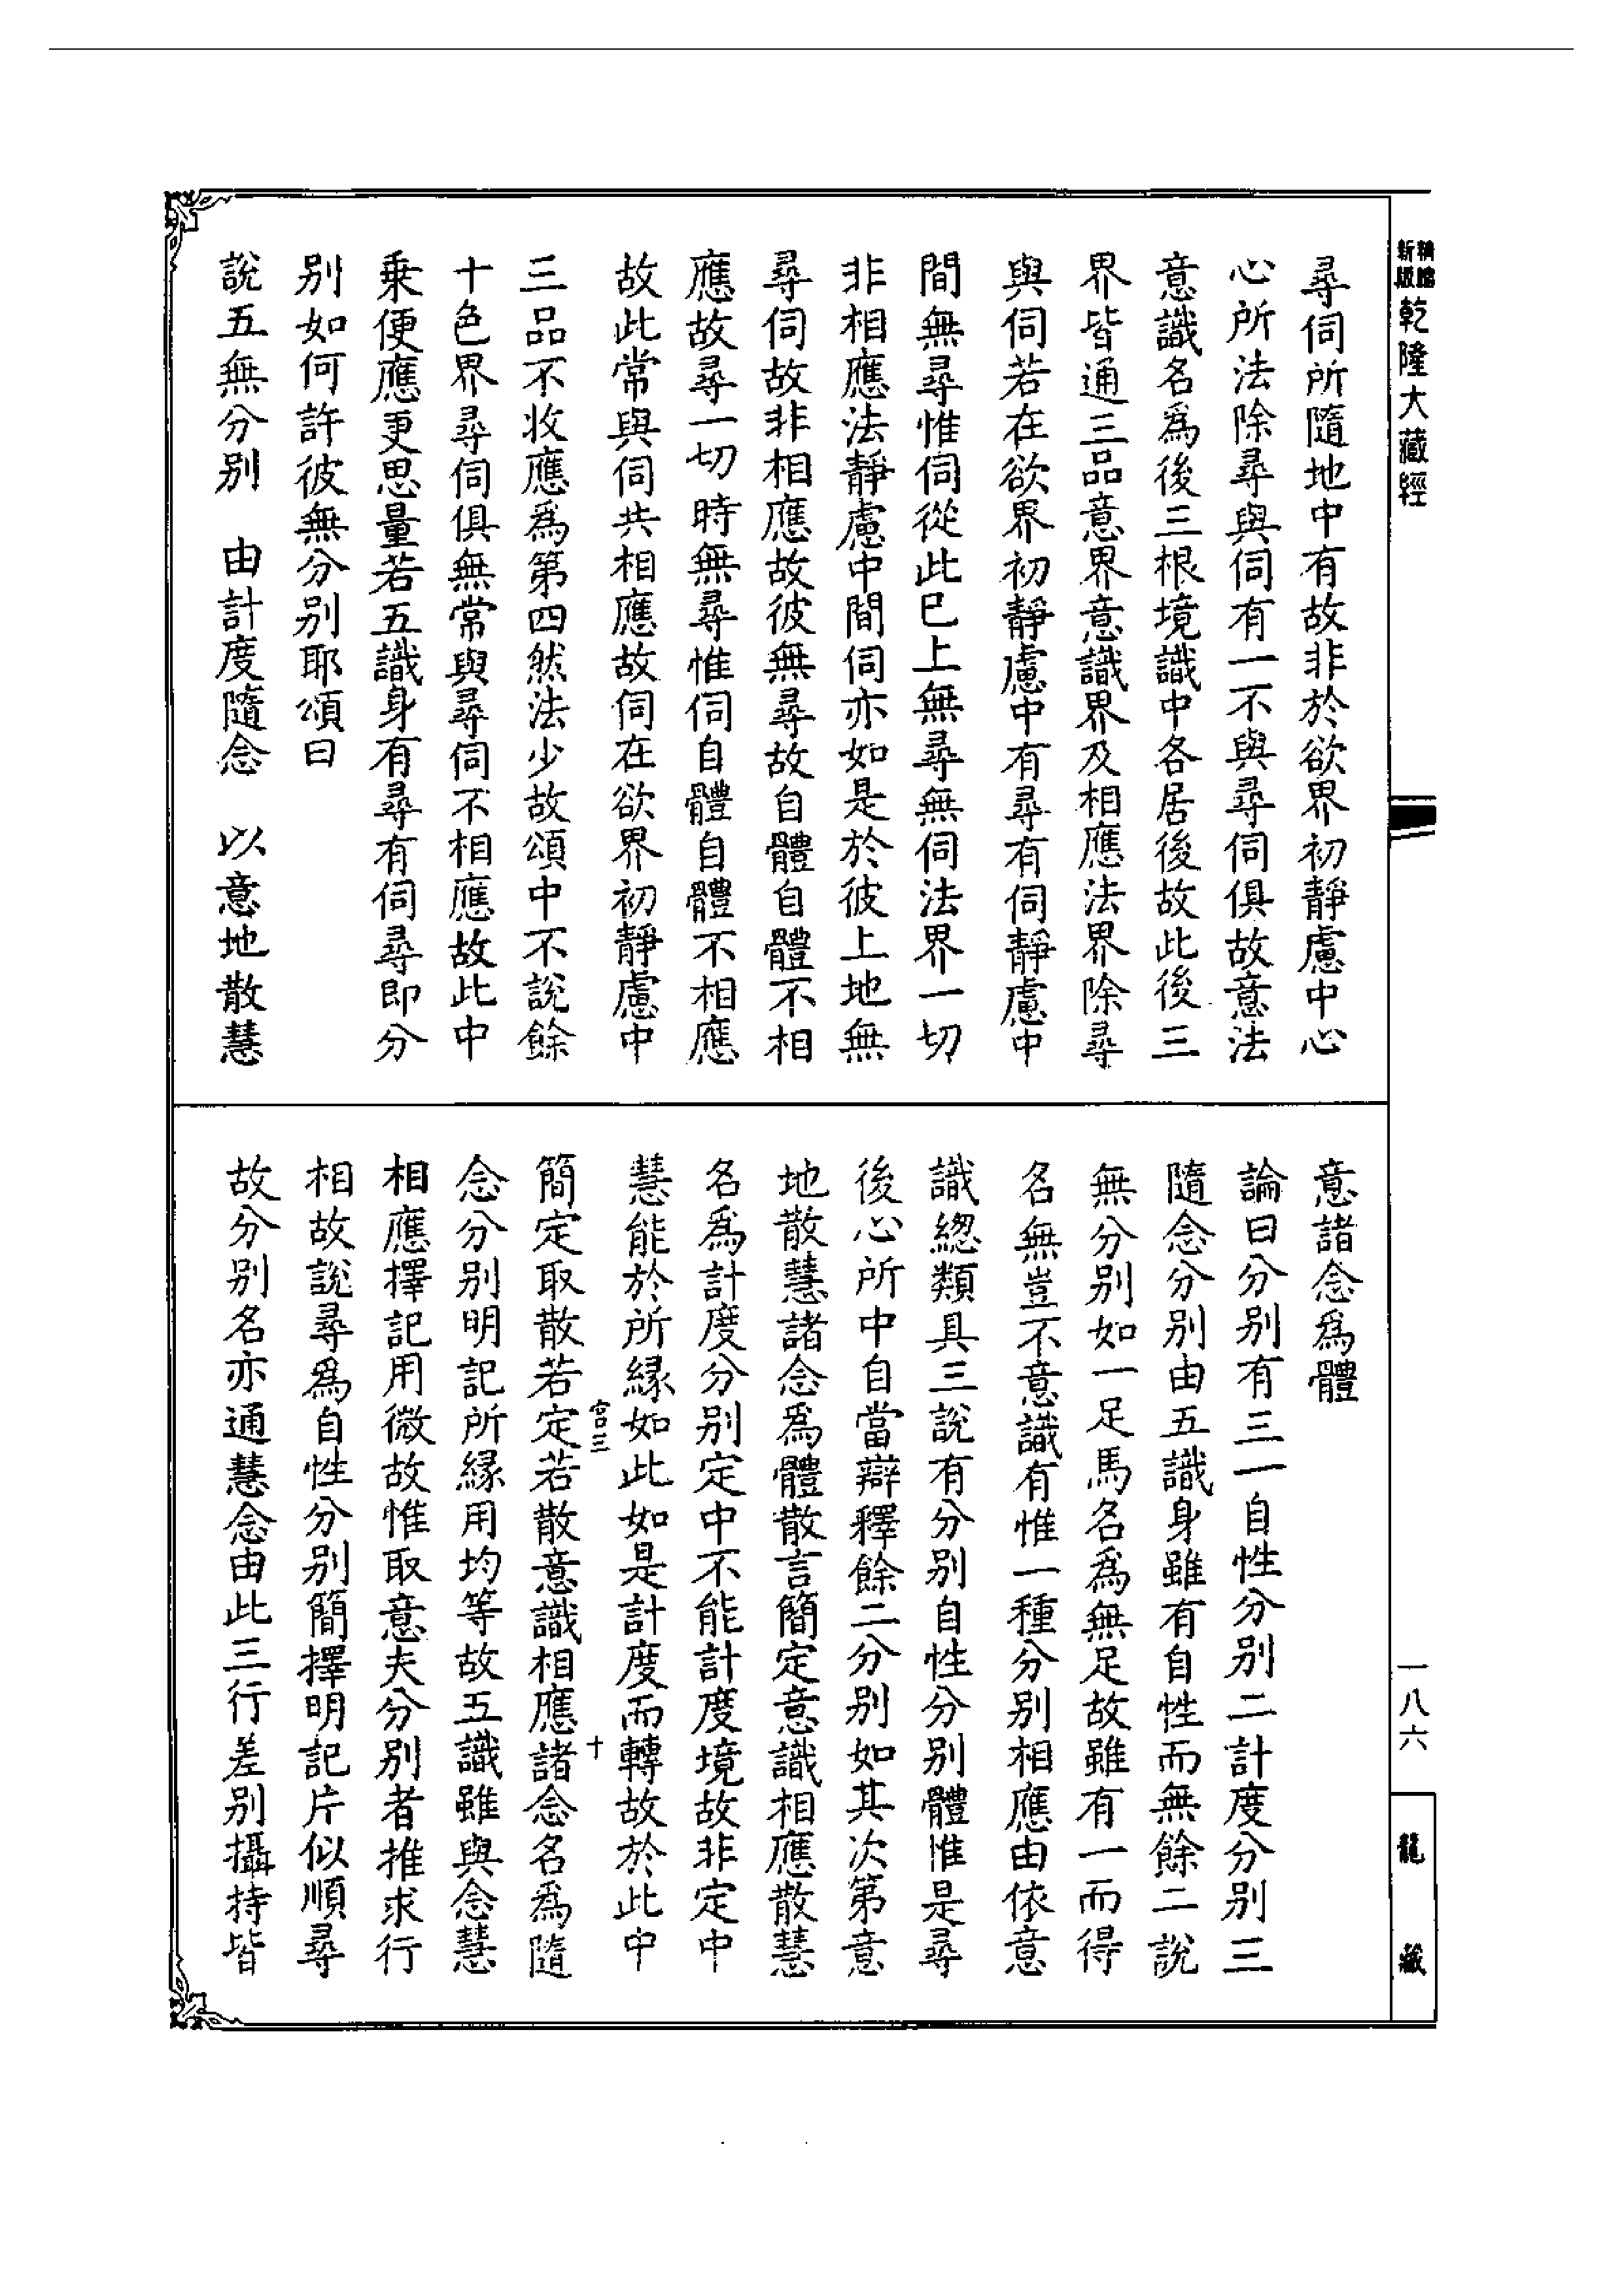 精縮新版乾隆大藏經
尋伺所隨地中有故非於欲界初靜慮中心
心所法除尋與伺有一不與尋伺俱故意法
意識名爲後三根境識中各居後故此後三
界皆通三品意界意識界及相應法界除尋
與伺若在欲界初靜慮中有尋有伺靜慮中
間無尋惟伺從此已上無尋無伺法界一切
非相應法靜慮中間伺亦如是於彼上地無
尋伺故非相應故彼無尋故自體自體不相
應故尋一切時無尋惟伺自體自體不相應
故此常與伺共相應故伺在欲界初靜慮中
三品不收應爲第四然法少故頌中不說餘
十色界尋伺俱無常與尋伺不相應故此中
乗便應更思量若五識身有尋有伺尋即分
別如何許彼無分別耶頌曰
說五無分別　由計度隨念　以意地散慧
意諸念爲體
論曰分別有三一自性分別二計度分別三
隨念分別由五識身雖有自性而無餘二說
無分別如一足馬名爲無足故雖有一而得
名無豈不意識有惟一種分別相應由依意
識總類具三說有分別自性分別體惟是尋
後心所中自當辯釋餘二分別如其次第意
地散慧諸念爲體散言簡定意識相應散慧
名爲計度分別定中不能計度境故非定中
慧能於所緣如此如是計度而轉故於此中
宮三　十
簡定取散若定若散意識相應諸念名爲隨
念分別明記所緣用均等故五識雖與念慧
相應擇記用微故惟取意夫分別者推求行
相故說尋爲自性分別簡擇明記片似順尋
故分別名亦通慧念由此三行差別攝持皆
一八六
龍藏